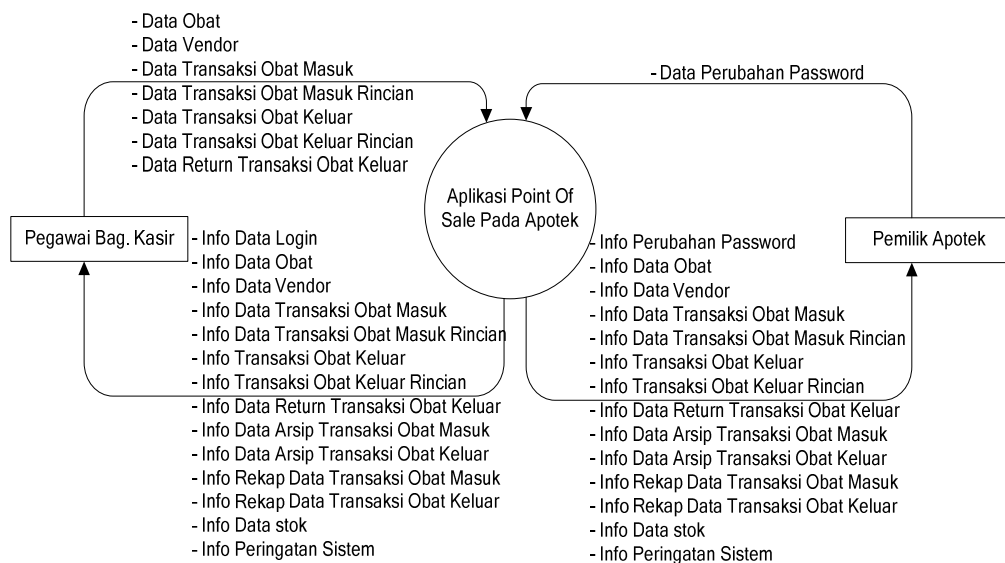 - Data Obat
- Data Vendor
- Data Transaksi Obat Masuk
- Data Transaksi Obat Masuk Rincian
- Data Transaksi Obat Keluar
- Data Transaksi Obat Keluar Rincian
- Data Return Transaksi Obat Keluar
- Data Perubahan Password
Aplikasi Point Of
Sale Pada Apotek
Pegawai Bag. Kasir
Pemilik Apotek
- Info Data Login
- Info Data Obat
- Info Data Vendor
- Info Data Transaksi Obat Masuk
- Info Data Transaksi Obat Masuk Rincian
- Info Transaksi Obat Keluar
- Info Transaksi Obat Keluar Rincian
- Info Data Return Transaksi Obat Keluar
- Info Data Arsip Transaksi Obat Masuk
- Info Data Arsip Transaksi Obat Keluar
- Info Rekap Data Transaksi Obat Masuk
- Info Rekap Data Transaksi Obat Keluar
- Info Data stok
- Info Peringatan Sistem
- Info Perubahan Password
- Info Data Obat
- Info Data Vendor
- Info Data Transaksi Obat Masuk
- Info Data Transaksi Obat Masuk Rincian
- Info Transaksi Obat Keluar
- Info Transaksi Obat Keluar Rincian
- Info Data Return Transaksi Obat Keluar
- Info Data Arsip Transaksi Obat Masuk
- Info Data Arsip Transaksi Obat Keluar
- Info Rekap Data Transaksi Obat Masuk
- Info Rekap Data Transaksi Obat Keluar
- Info Data stok
- Info Peringatan Sistem